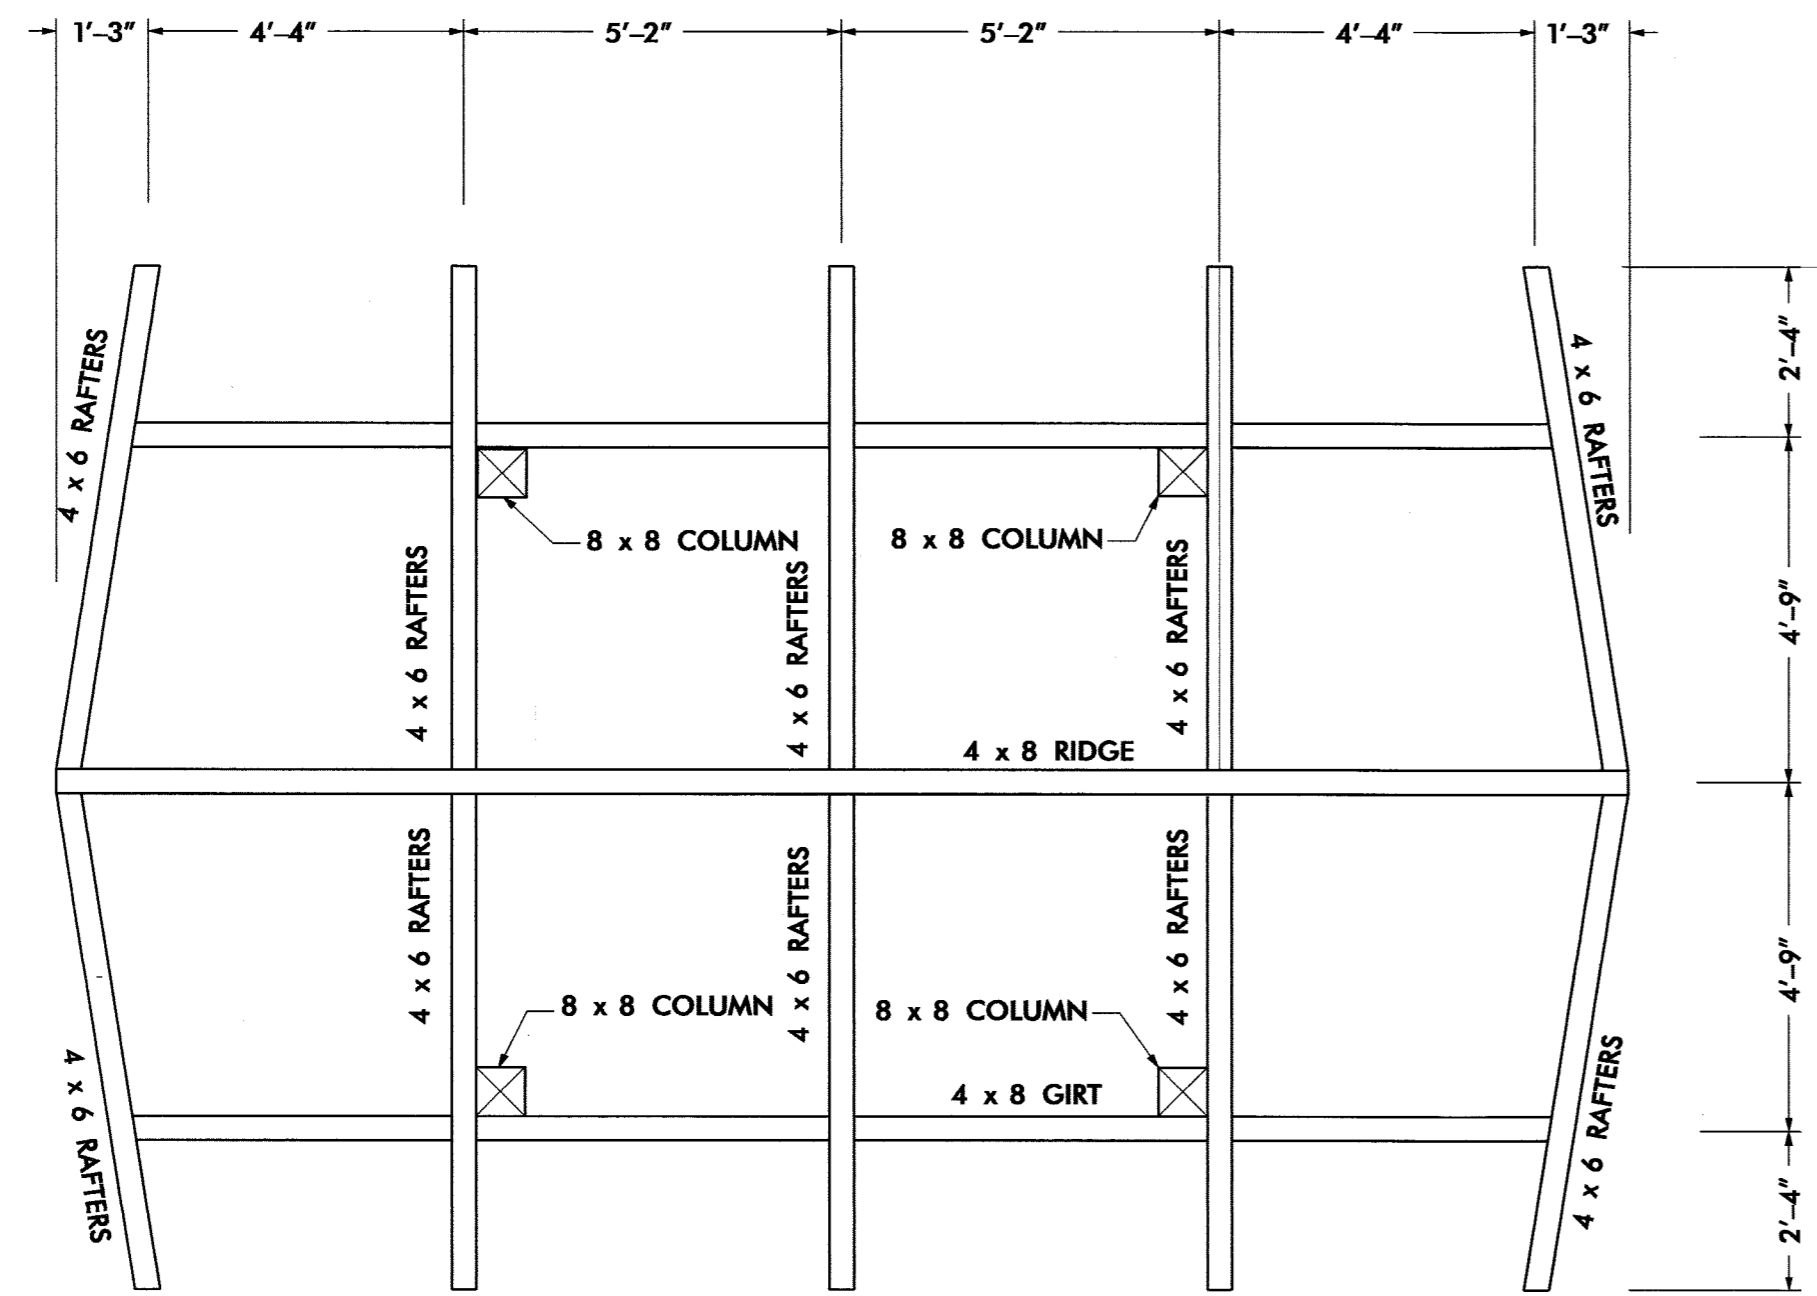 1'–3" 4'–4" 5'–2" 5'–2" 4'–4" 1'–3"
2'–4"
4 x 6 RAFTERS
4 x 6 RAFTERS
8 x 8 COLUMN
8 x 8 COLUMN
4 x 6 RAFTERS
4 x 6 RAFTERS
4 x 6 RAFTERS
4'–9"
4 x 8 RIDGE
4 x 6 RAFTERS
4 x 6 RAFTERS
4 x 6 RAFTERS
4'–9"
8 x 8 COLUMN
8 x 8 COLUMN
4 x 8 GIRT
4 x 6 RAFTERS
4 x 6 RAFTERS
2'–4"